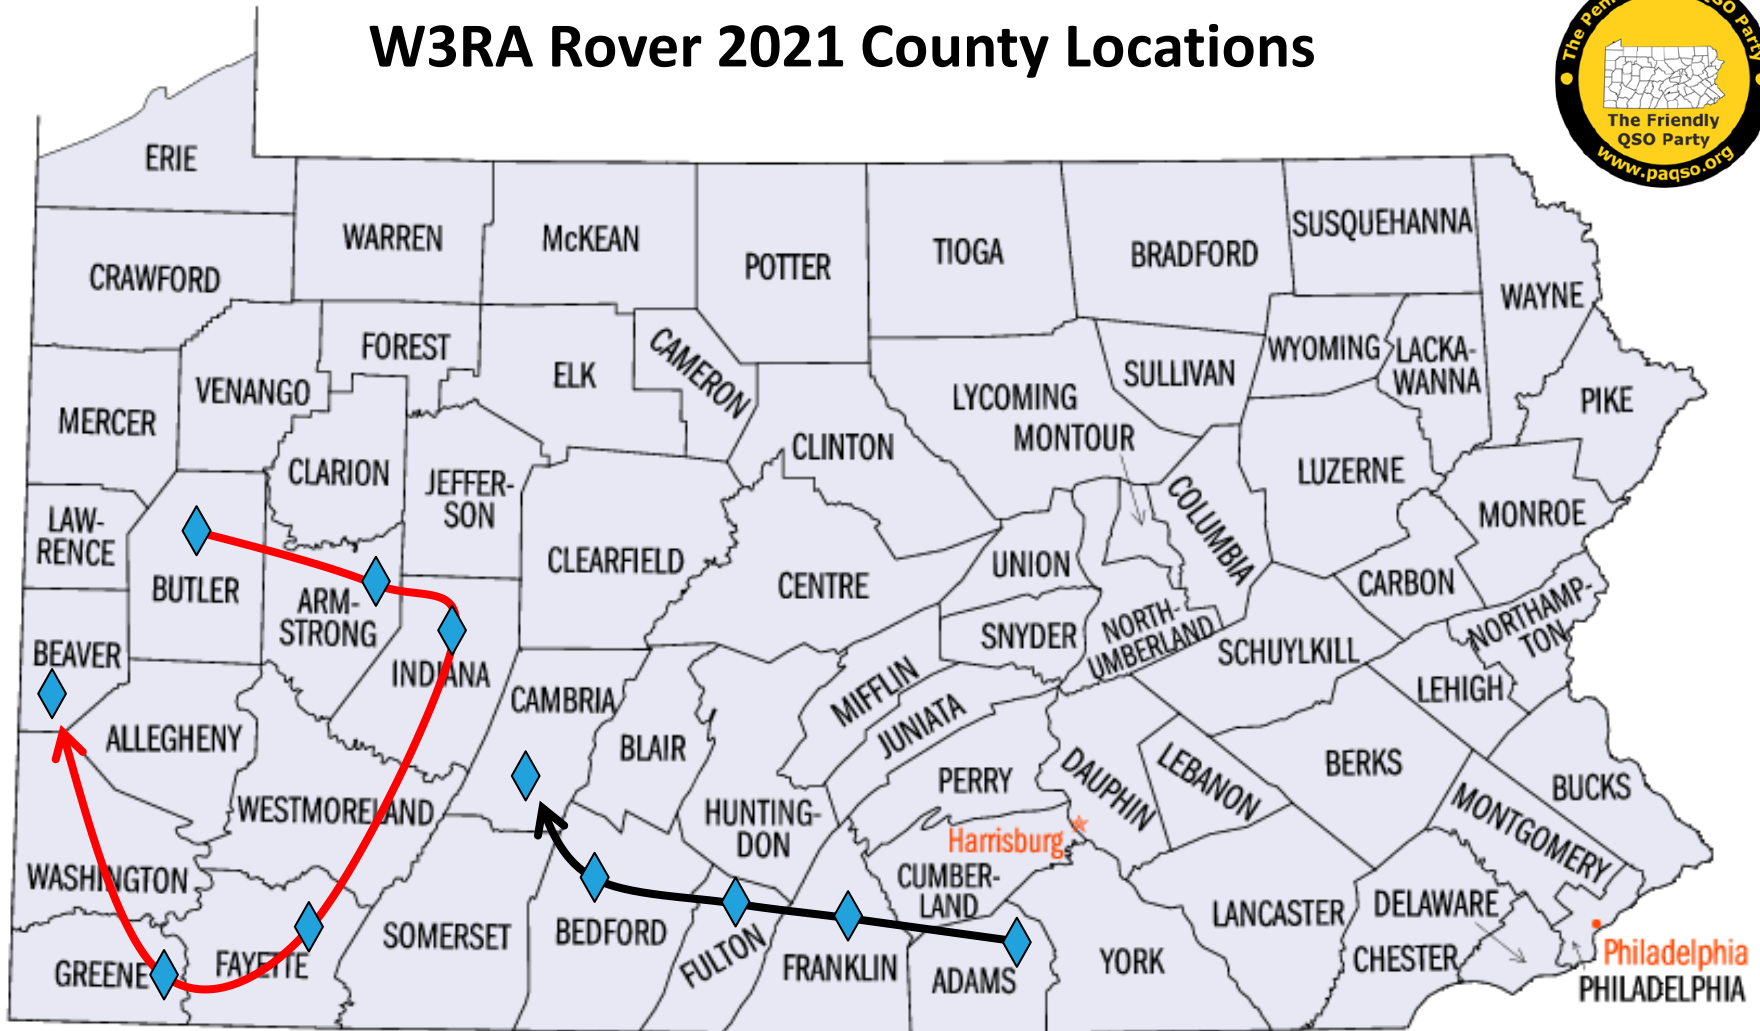 W3RA Rover 2021 County Locations
QSO Party
The Friendly
QSO Party
www.paqso.org
ERIE
WARREN
McKEAN
POTTER
TIOGA
BRADFORD
SUSQUEHANNA
WAYNE
CRAWFORD
FOREST
ELK
CAMERON
SULLIVAN
WYOMING
LACKA-
WANNA
PIKE
VENANGO
MERCER
LYCOMING
MONTOUR
CLINTON
COLUMBIA
LUZERNE
MONROE
CLARION
JEFFER-
SON
LAW-
RENCE
BUTLER
CLEARFIELD
CENTRE
UNION
CARBON
ARM-
STRONG
SNYDER
NORTH-
UMBERLAND
SCHUYLKILL
NORTHAMP-
TON
BEAVER
INDIANA
CAMBRIA
MIFFLIN
JUNIATA
LEHIGH
ALLEGHENY
BLAIR
PERRY
DAUPHIN
LEBANON
BERKS
BUCKS
WESTMORELAND
HUNTING-
DON
Harrisburg
MONTGOMERY
WASHINGTON
CUMBER-
LAND
LANCASTER
DELAWARE
SOMERSET
BEDFORD
FULTON
FRANKLIN
ADAMS
YORK
CHESTER
Philadelphia
PHILADELPHIA
GREENE
FAYETTE